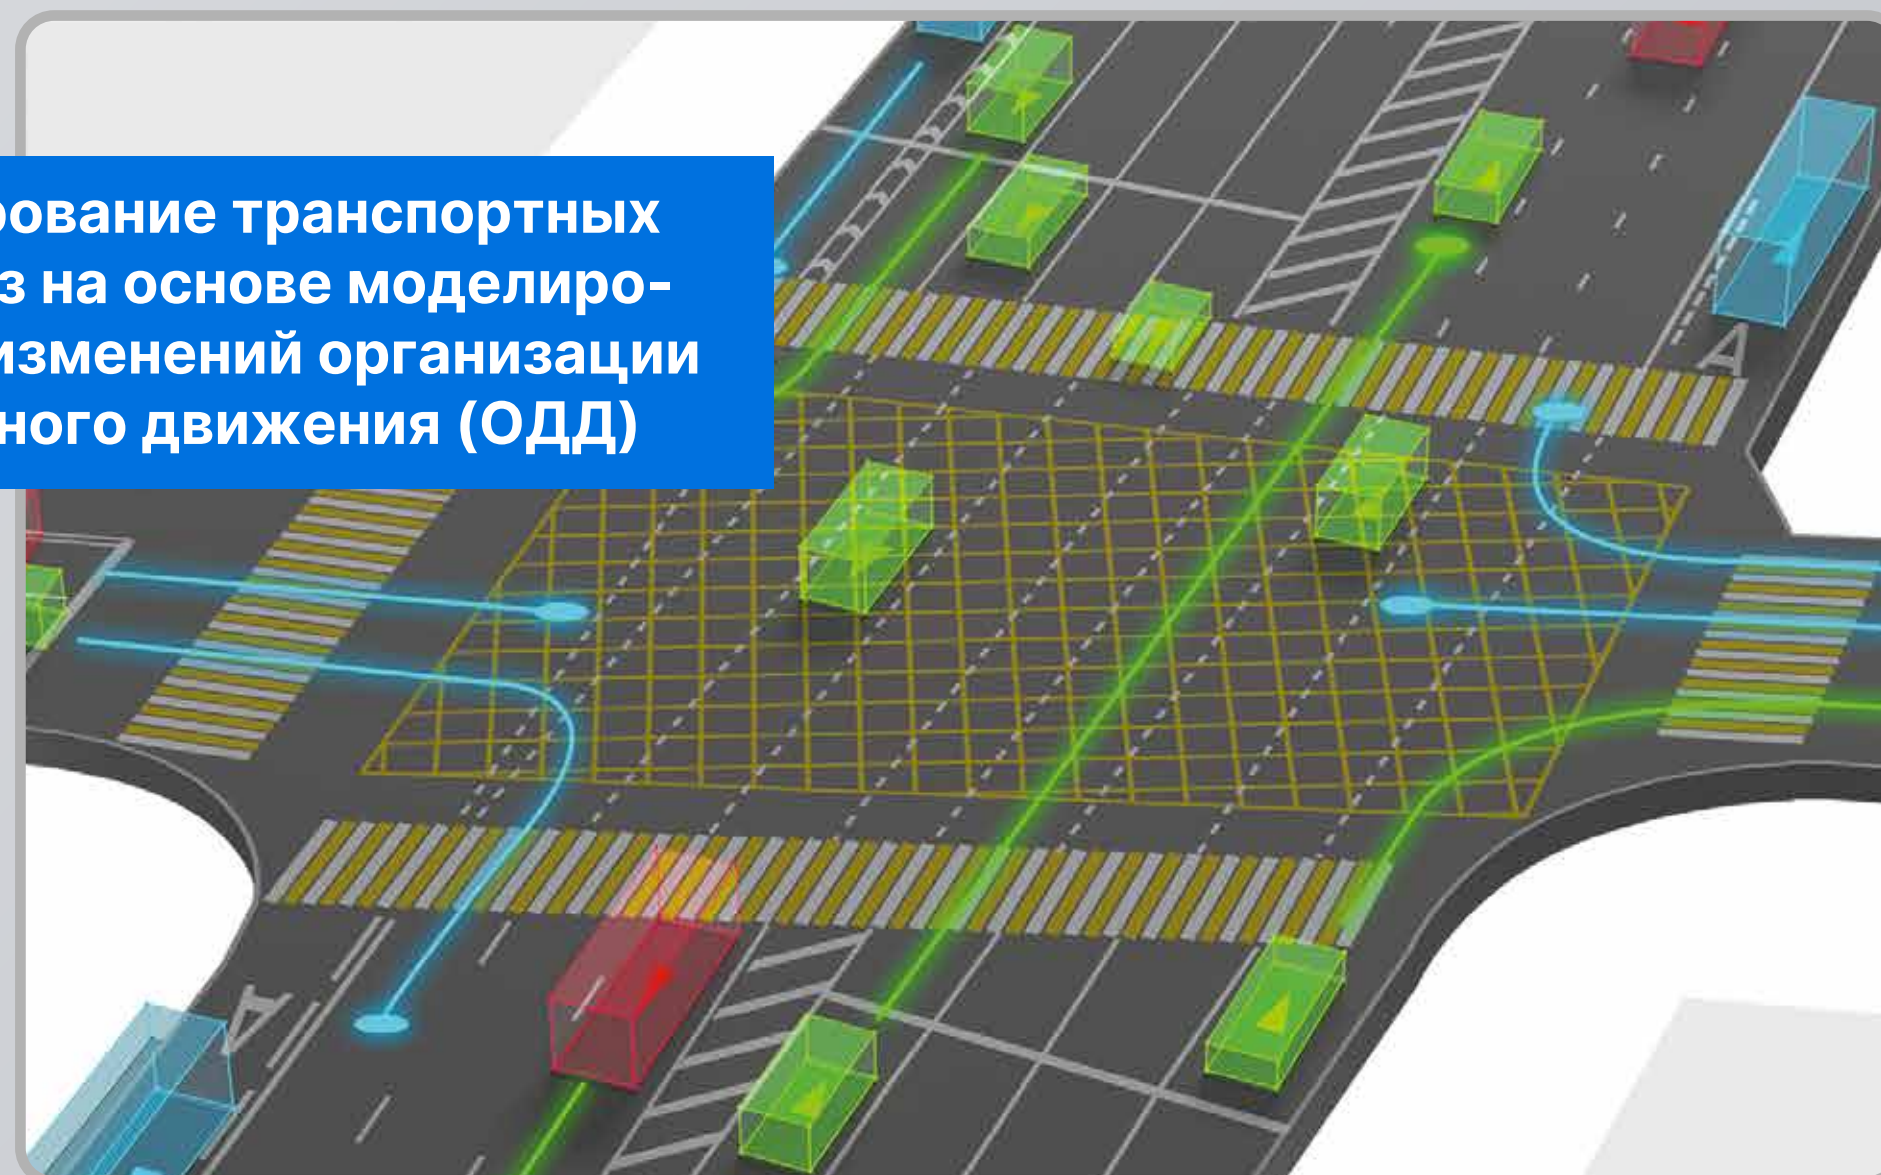 рование транспортных
з на основе моделиро-
изменений организации
ного движения (ОДД)
А
А